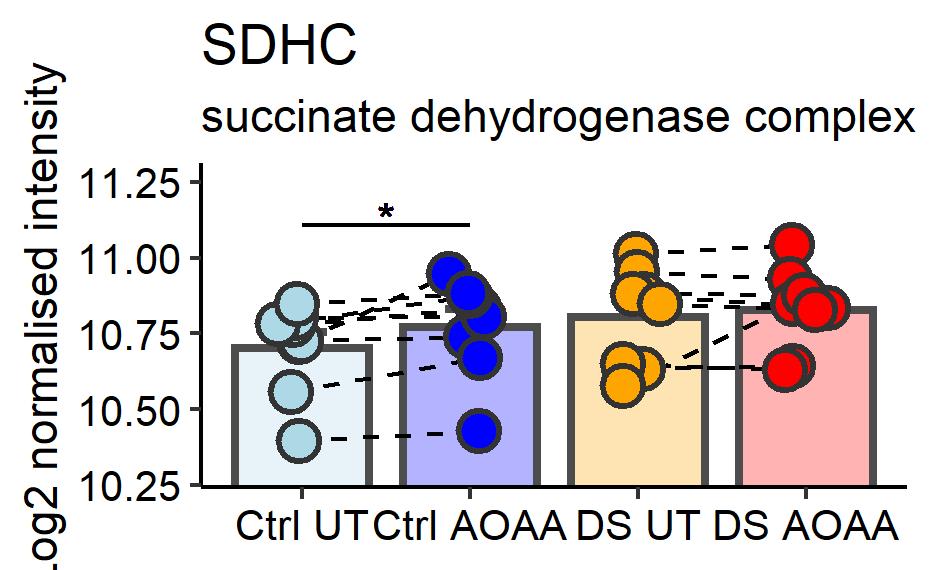 SDHC
succinate dehydrogenase complex
Log2 normalised intensity
11.25
11.00
10.75
10.50
10.25
*
Ctrl UT Ctrl AOAA DS UT DS AOAA